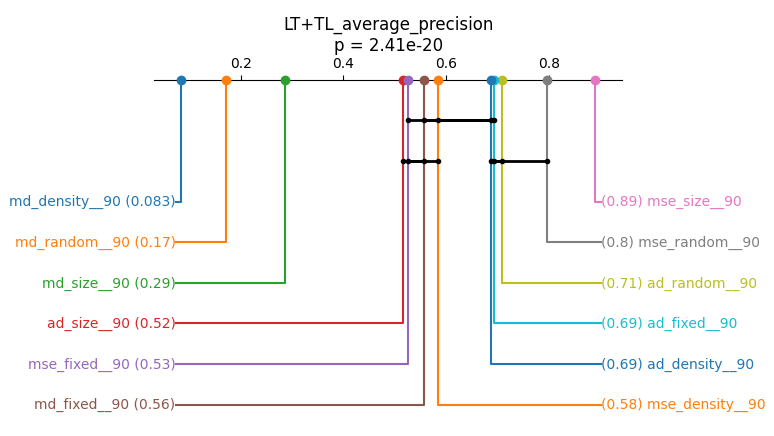 LT+TL_average_precision
p = 2.41e-20
0.2 0.4 0.6 0.8
md_density__90 (0.083) (0.89) mse_size__90
md_random__90 (0.17) (0.8) mse_random__90
md_size__90 (0.29) (0.71) ad_random__90
ad_size__90 (0.52) (0.69) ad_fixed__90
mse_fixed__90 (0.53) (0.69) ad_density__90
md_fixed__90 (0.56) (0.58) mse_density__90